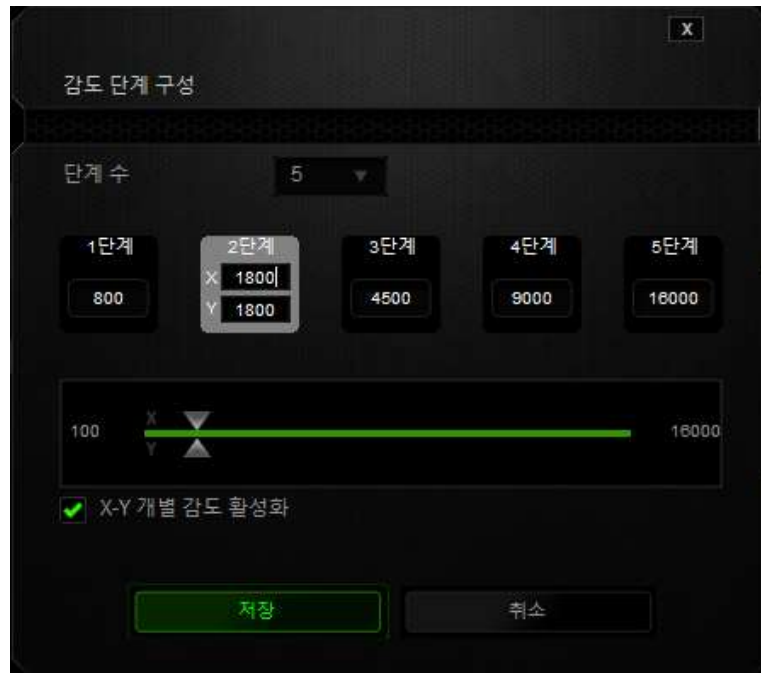 X
감도 단계 구성
단계 수 5
1단계 2단계 3단계 4단계 5단계
800 X 1800 4500 9000 16000
Y 1800
X
100 16000
Y
X-Y 개별 감도 활성화
저장 취소